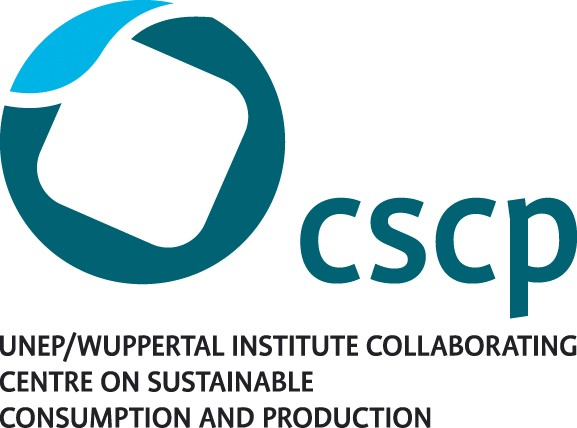 cscp
UNEP/WUPPERTAL INSTITUTE COLLABORATING
CENTRE ON SUSTAINABLE
CONSUMPTION AND PRODUCTION